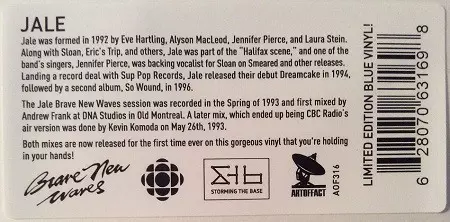 JALE
Jale was formed in 1992 by Eve Hartling, Alyson MacLeod, Jennifer Pierce, and Laura Stein.
Along with Sloan, Eric's Trip, and others, Jale was part of the "Halifax scene," and one of the
band's singers, Jennifer Pierce, was backing vocalist for Sloan on Smeared and other releases.
Landing a record deal with Sup Pop Records, Jale released their debut Dreamcake in 1994,
followed by a second album, So Wound, in 1996.
The Jale Brave New Waves session was recorded in the Spring of 1993 and first mixed by
Andrew Frank at DNA Studios in Old Montreal. A later mix, which ended up being CBC Radio's
air version was done by Kevin Komoda on May 26th, 1993.
Both mixes are now released for the first time ever on this gorgeous vinyl that you're holding
in your hands!
Brave New
Waves
STORMING THE BASE
ARTOFFACT
AOF316
LIMITED EDITION BLUE VINYL!
6 28070 63169 8